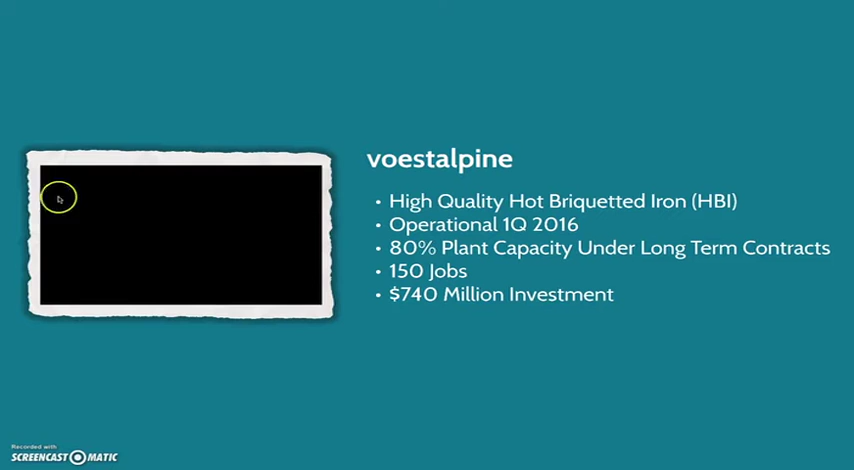 voestalpine
• High Quality Hot Briquetted Iron (HBI)
• Operational 1Q 2016
• 80% Plant Capacity Under Long Term Contracts
• 150 Jobs
• $740 Million Investment
Recorded with
SCREENCAST-O-MATIC